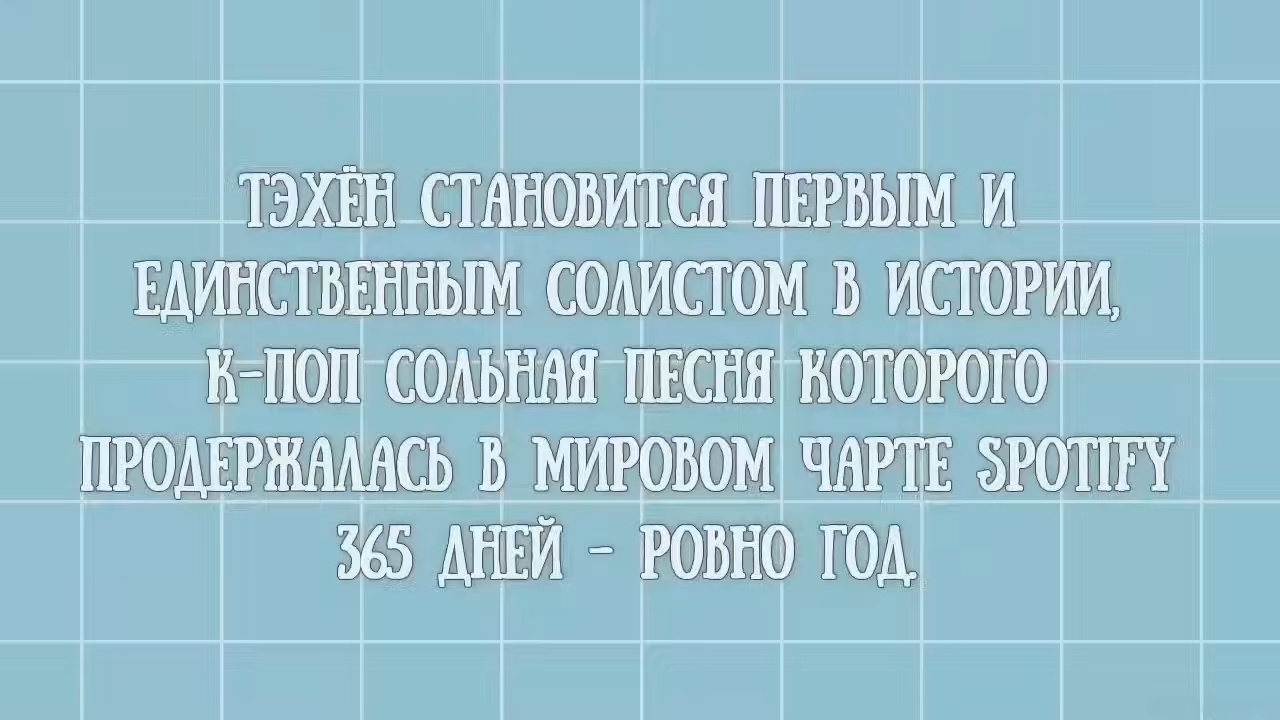 ТЭХЁН СТАНОВИТСЯ ПЕРВЫМ И
ЕДИНСТВЕННЫМ СОЛИСТОМ В ИСТОРИИ,
К-ПОП СОЛЬНАЯ ПЕСНЯ КОТОРОГО
ПРОДЕРЖАЛАСЬ В МИРОВОМ ЧАРТЕ SPOTIFY
365 ДНЕЙ - РОВНО ГОД.